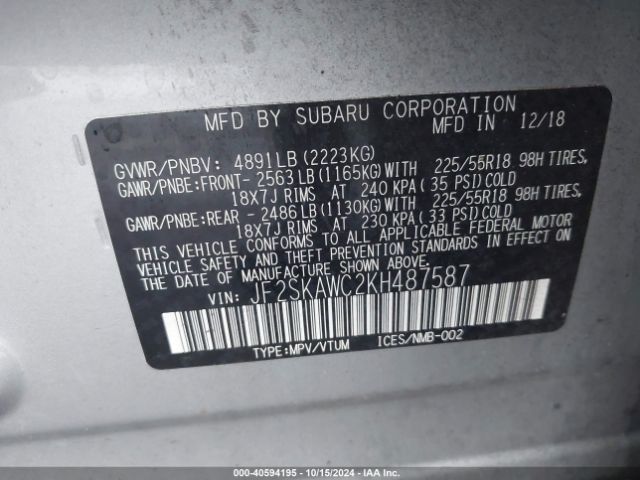 MFD BY SUBARU CORPORATION
MFD IN 12/18
GVWR/PNBV: 4891LB (2223KG)
GAWR/PNBE:FRONT- 2563LB (1165KG)WITH 225/55R18 98H TIRES,
18X7J RIMS AT 240 KPA (35 PSI)COLD
GAWR/PNBE:REAR - 2486LB (1130KG)WITH 225/55R18 98H TIRES,
18X7J RIMS AT 230 KPA (33 PSI)COLD
THIS VEHICLE CONFORMS TO ALL APPLICABLE FEDERAL MOTOR
VEHICLE SAFETY AND THEFT PREVENTION STANDARDS IN EFFECT ON
THE DATE OF MANUFACTURE SHOWN ABOVE.
VIN: JF2SKAWC2KH487587
TYPE:MPV/VTUM ICES/NMB-002
000-40594195 - 10/15/2024 - IAA Inc.